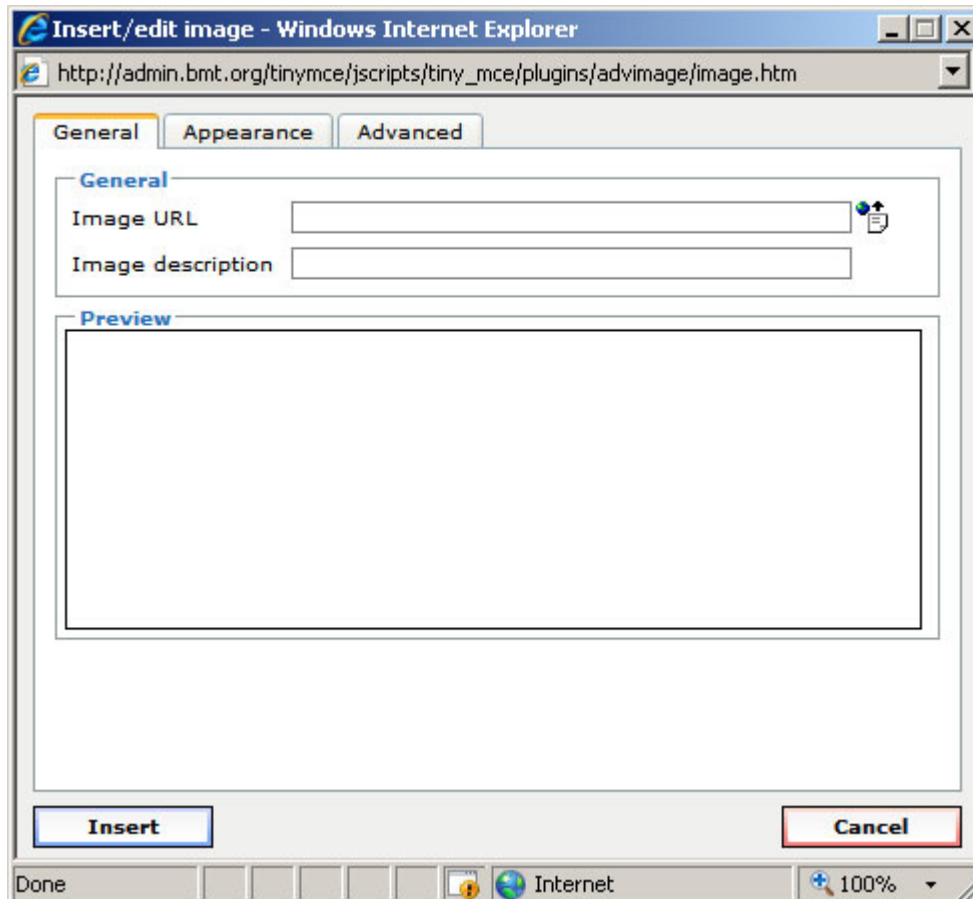 Insert/edit image - Windows Internet Explorer
http://admin.bmt.org/tinymce/jscripts/tiny_mce/plugins/advimage/image.htm
General Appearance Advanced
General
Image URL
Image description
Preview
Insert Cancel
Done Internet 100%